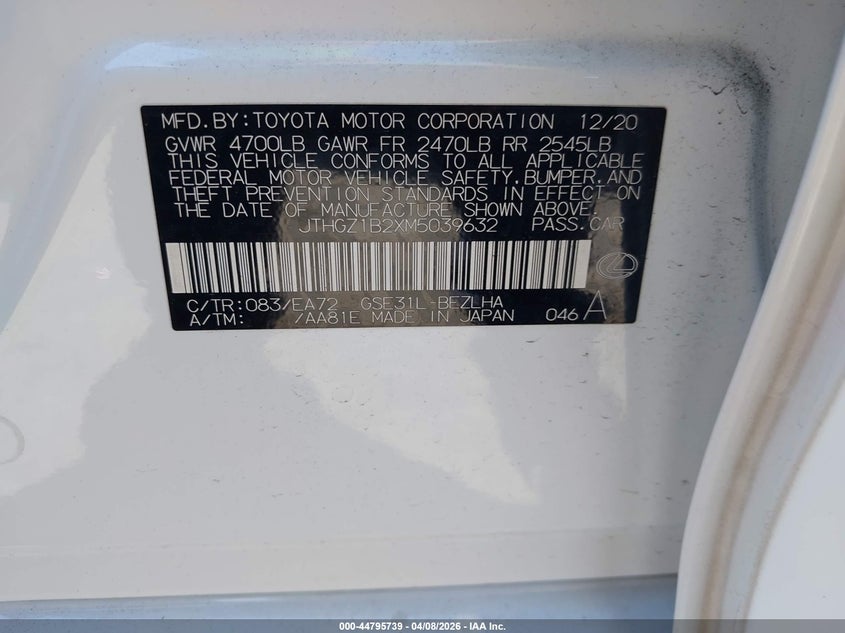 MFD.BY:TOYOTA MOTOR CORPORATION 12/20
GVWR 4700LB GAWR FR 2470LB RR 2545LB
THIS VEHICLE CONFORMS TO ALL APPLICABLE
FEDERAL MOTOR VEHICLE SAFETY,BUMPER,AND
THEFT PREVENTION STANDARDS IN EFFECT ON
THE DATE OF MANUFACTURE SHOWN ABOVE.
JTHGZ1B2XM5039632 PASS.CAR
C/TR:083/EA72 GSE31L-BEZLHA
A/TM: /AA81E MADE IN JAPAN 046 A
000-44795739 - 04/08/2026 - IAA Inc.